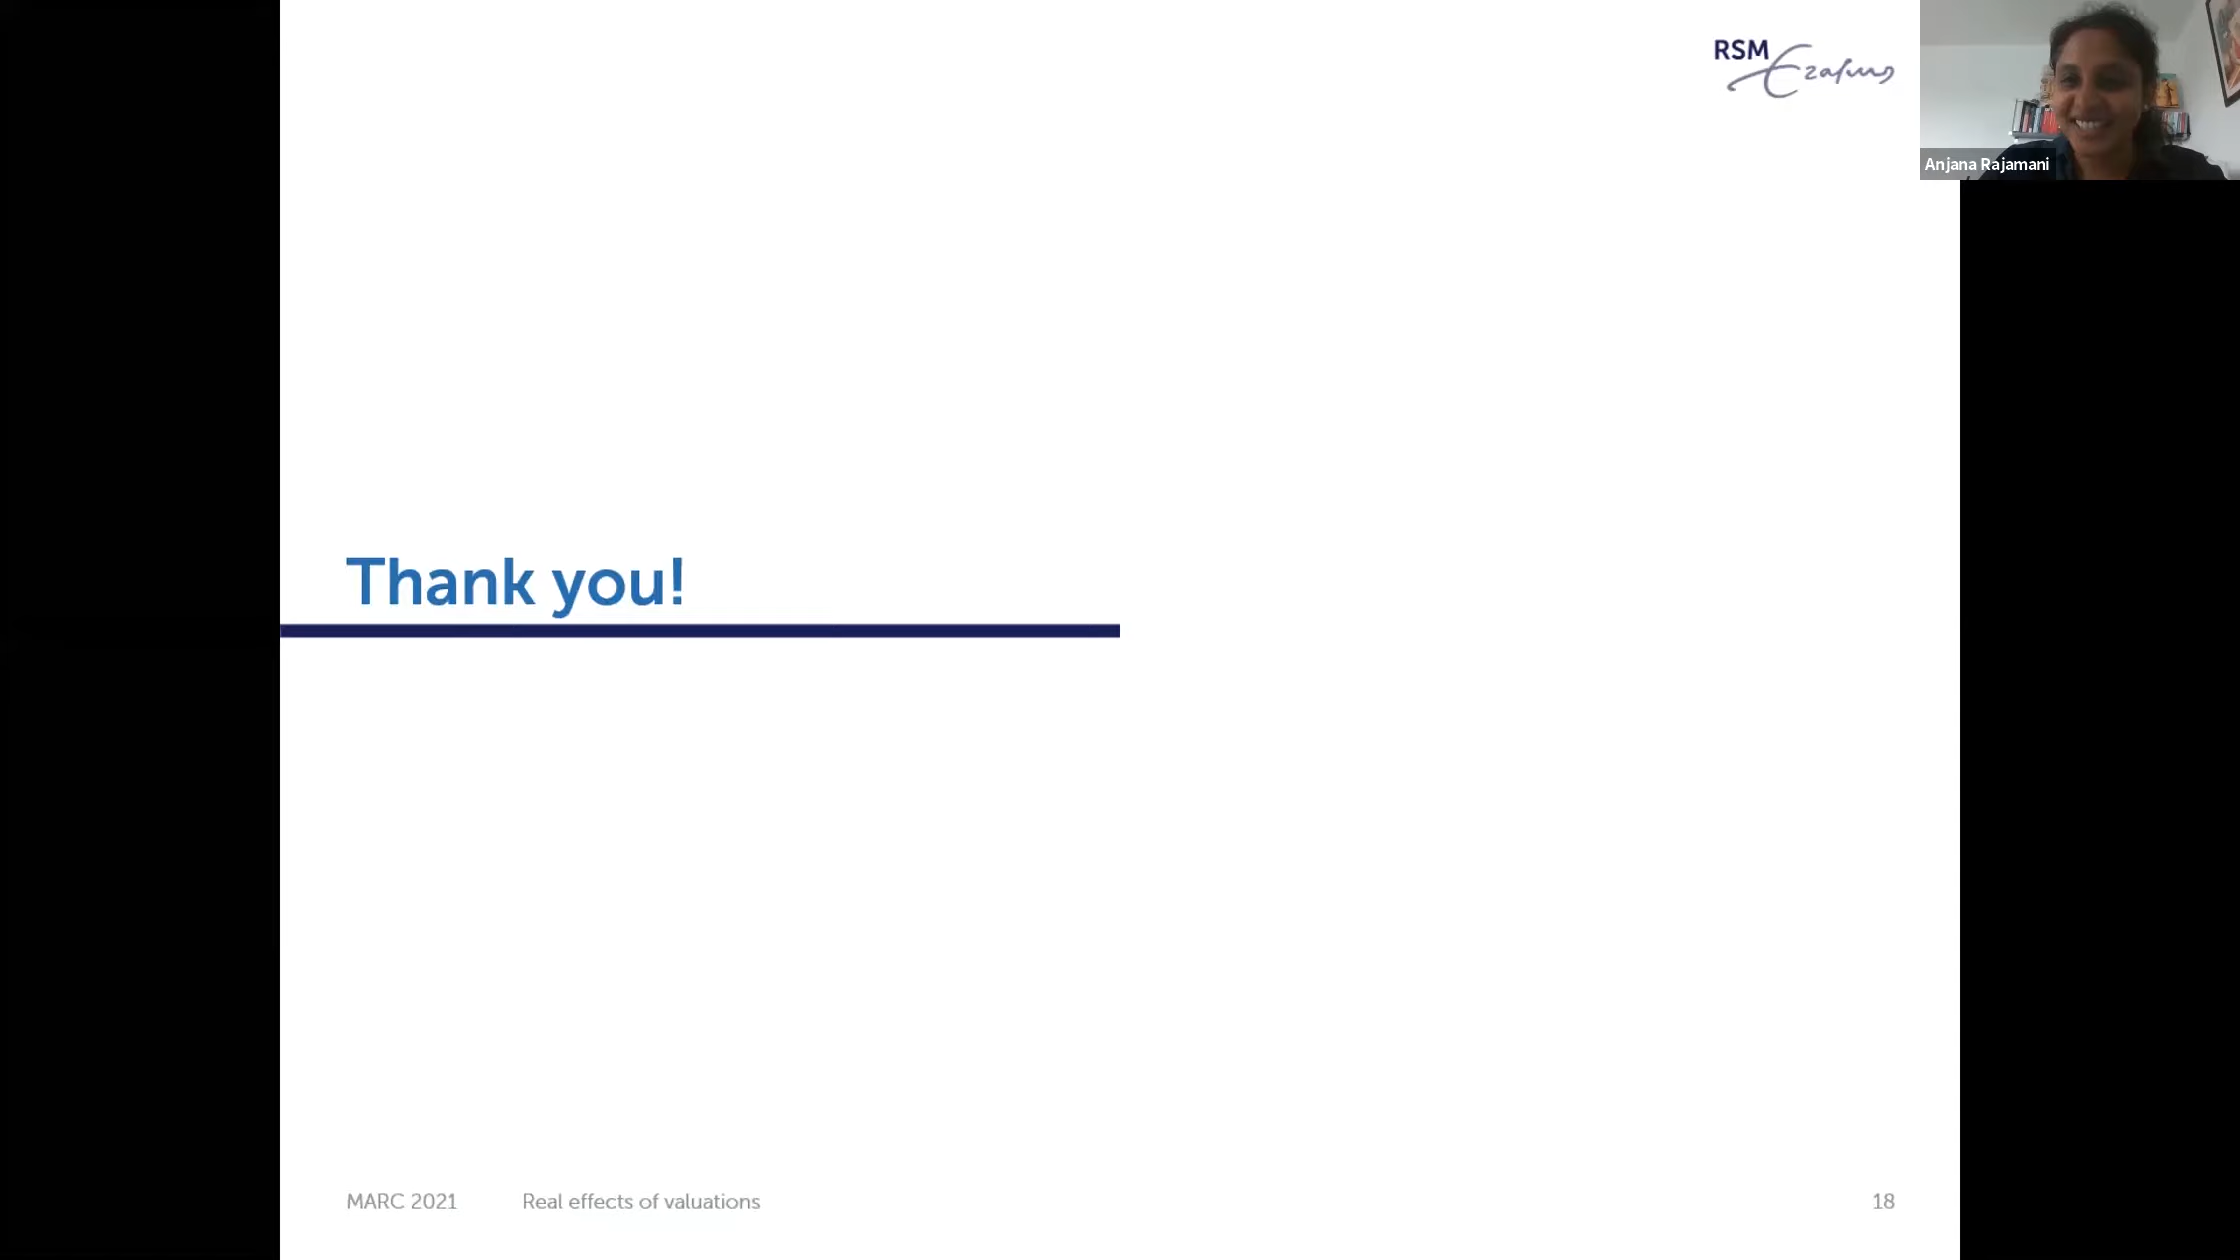 RSM
Erasmus
Anjana Rajamani
Thank you!
MARC 2021 Real effects of valuations 18